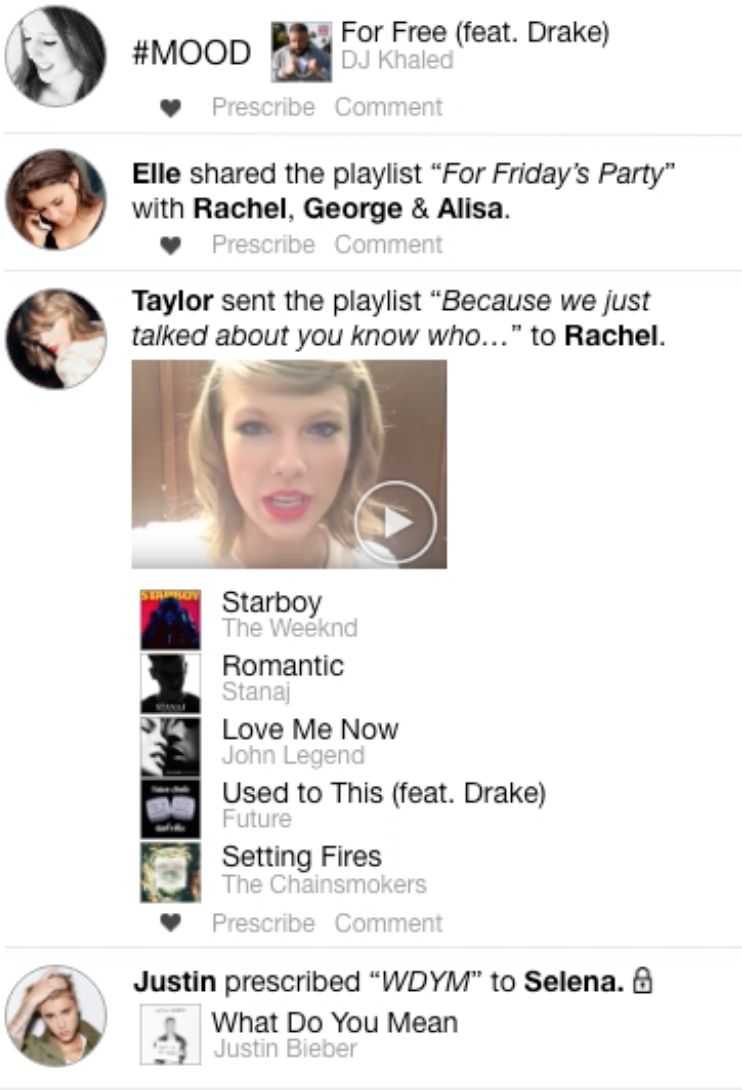 #MOOD
For Free (feat. Drake)
DJ Khaled
Prescribe Comment
Elle shared the playlist “For Friday’s Party”
with Rachel, George & Alisa.
Prescribe Comment
Taylor sent the playlist “Because we just
talked about you know who…” to Rachel.
STARBOY
Starboy
The Weeknd
STANAJ
Romantic
Stanaj
Love Me Now
John Legend
Used to This (feat. Drake)
Future
Setting Fires
The Chainsmokers
Prescribe Comment
Justin prescribed “WDYM” to Selena.
What Do You Mean
Justin Bieber